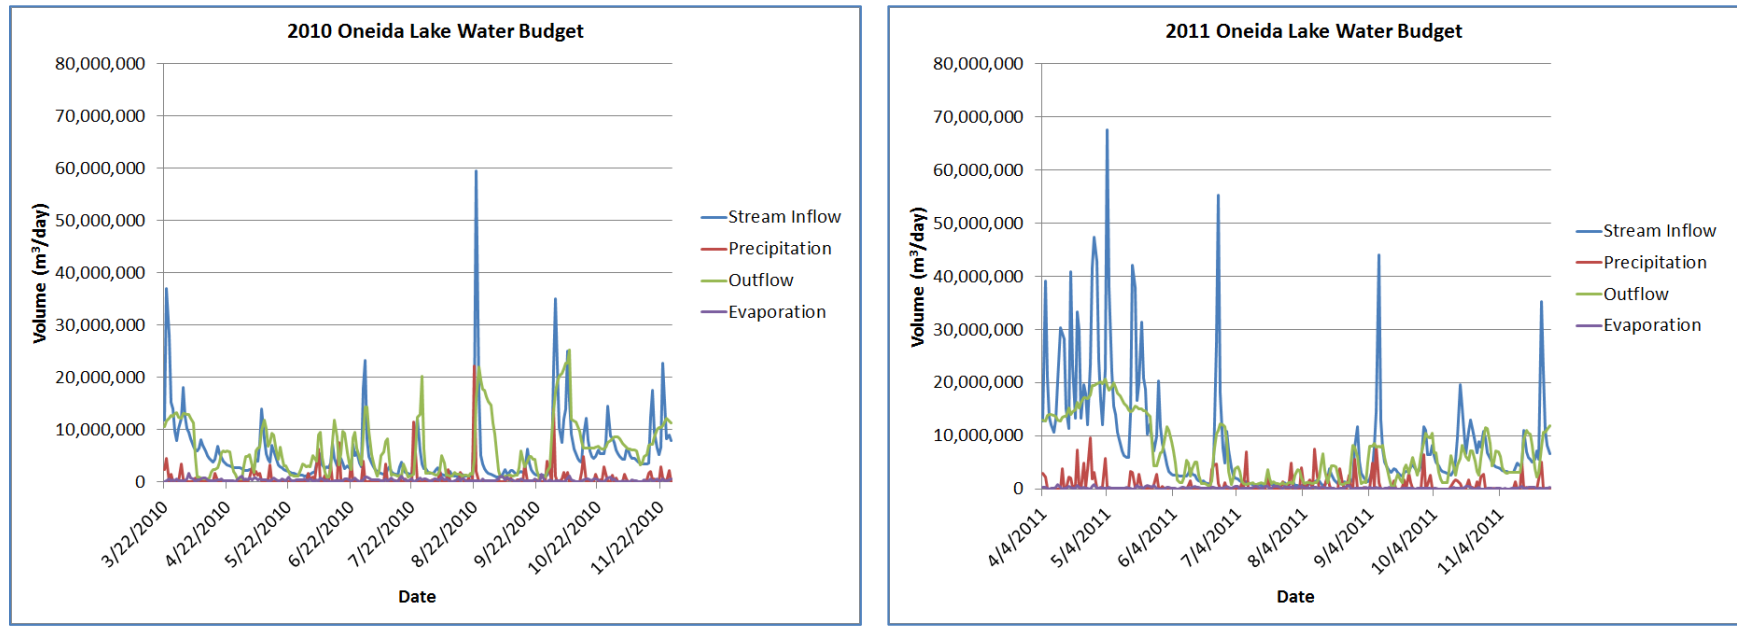 2010 Oneida Lake Water Budget
80,000,000
70,000,000
60,000,000
50,000,000
40,000,000
30,000,000
20,000,000
10,000,000
0
Volume (m³/day)
3/22/2010
4/22/2010
5/22/2010
6/22/2010
7/22/2010
8/22/2010
9/22/2010
10/22/2010
11/22/2010
Date
Stream Inflow
Precipitation
Outflow
Evaporation
2011 Oneida Lake Water Budget
80,000,000
70,000,000
60,000,000
50,000,000
40,000,000
30,000,000
20,000,000
10,000,000
0
Volume (m³/day)
4/4/2011
5/4/2011
6/4/2011
7/4/2011
8/4/2011
9/4/2011
10/4/2011
11/4/2011
Date
Stream Inflow
Precipitation
Outflow
Evaporation